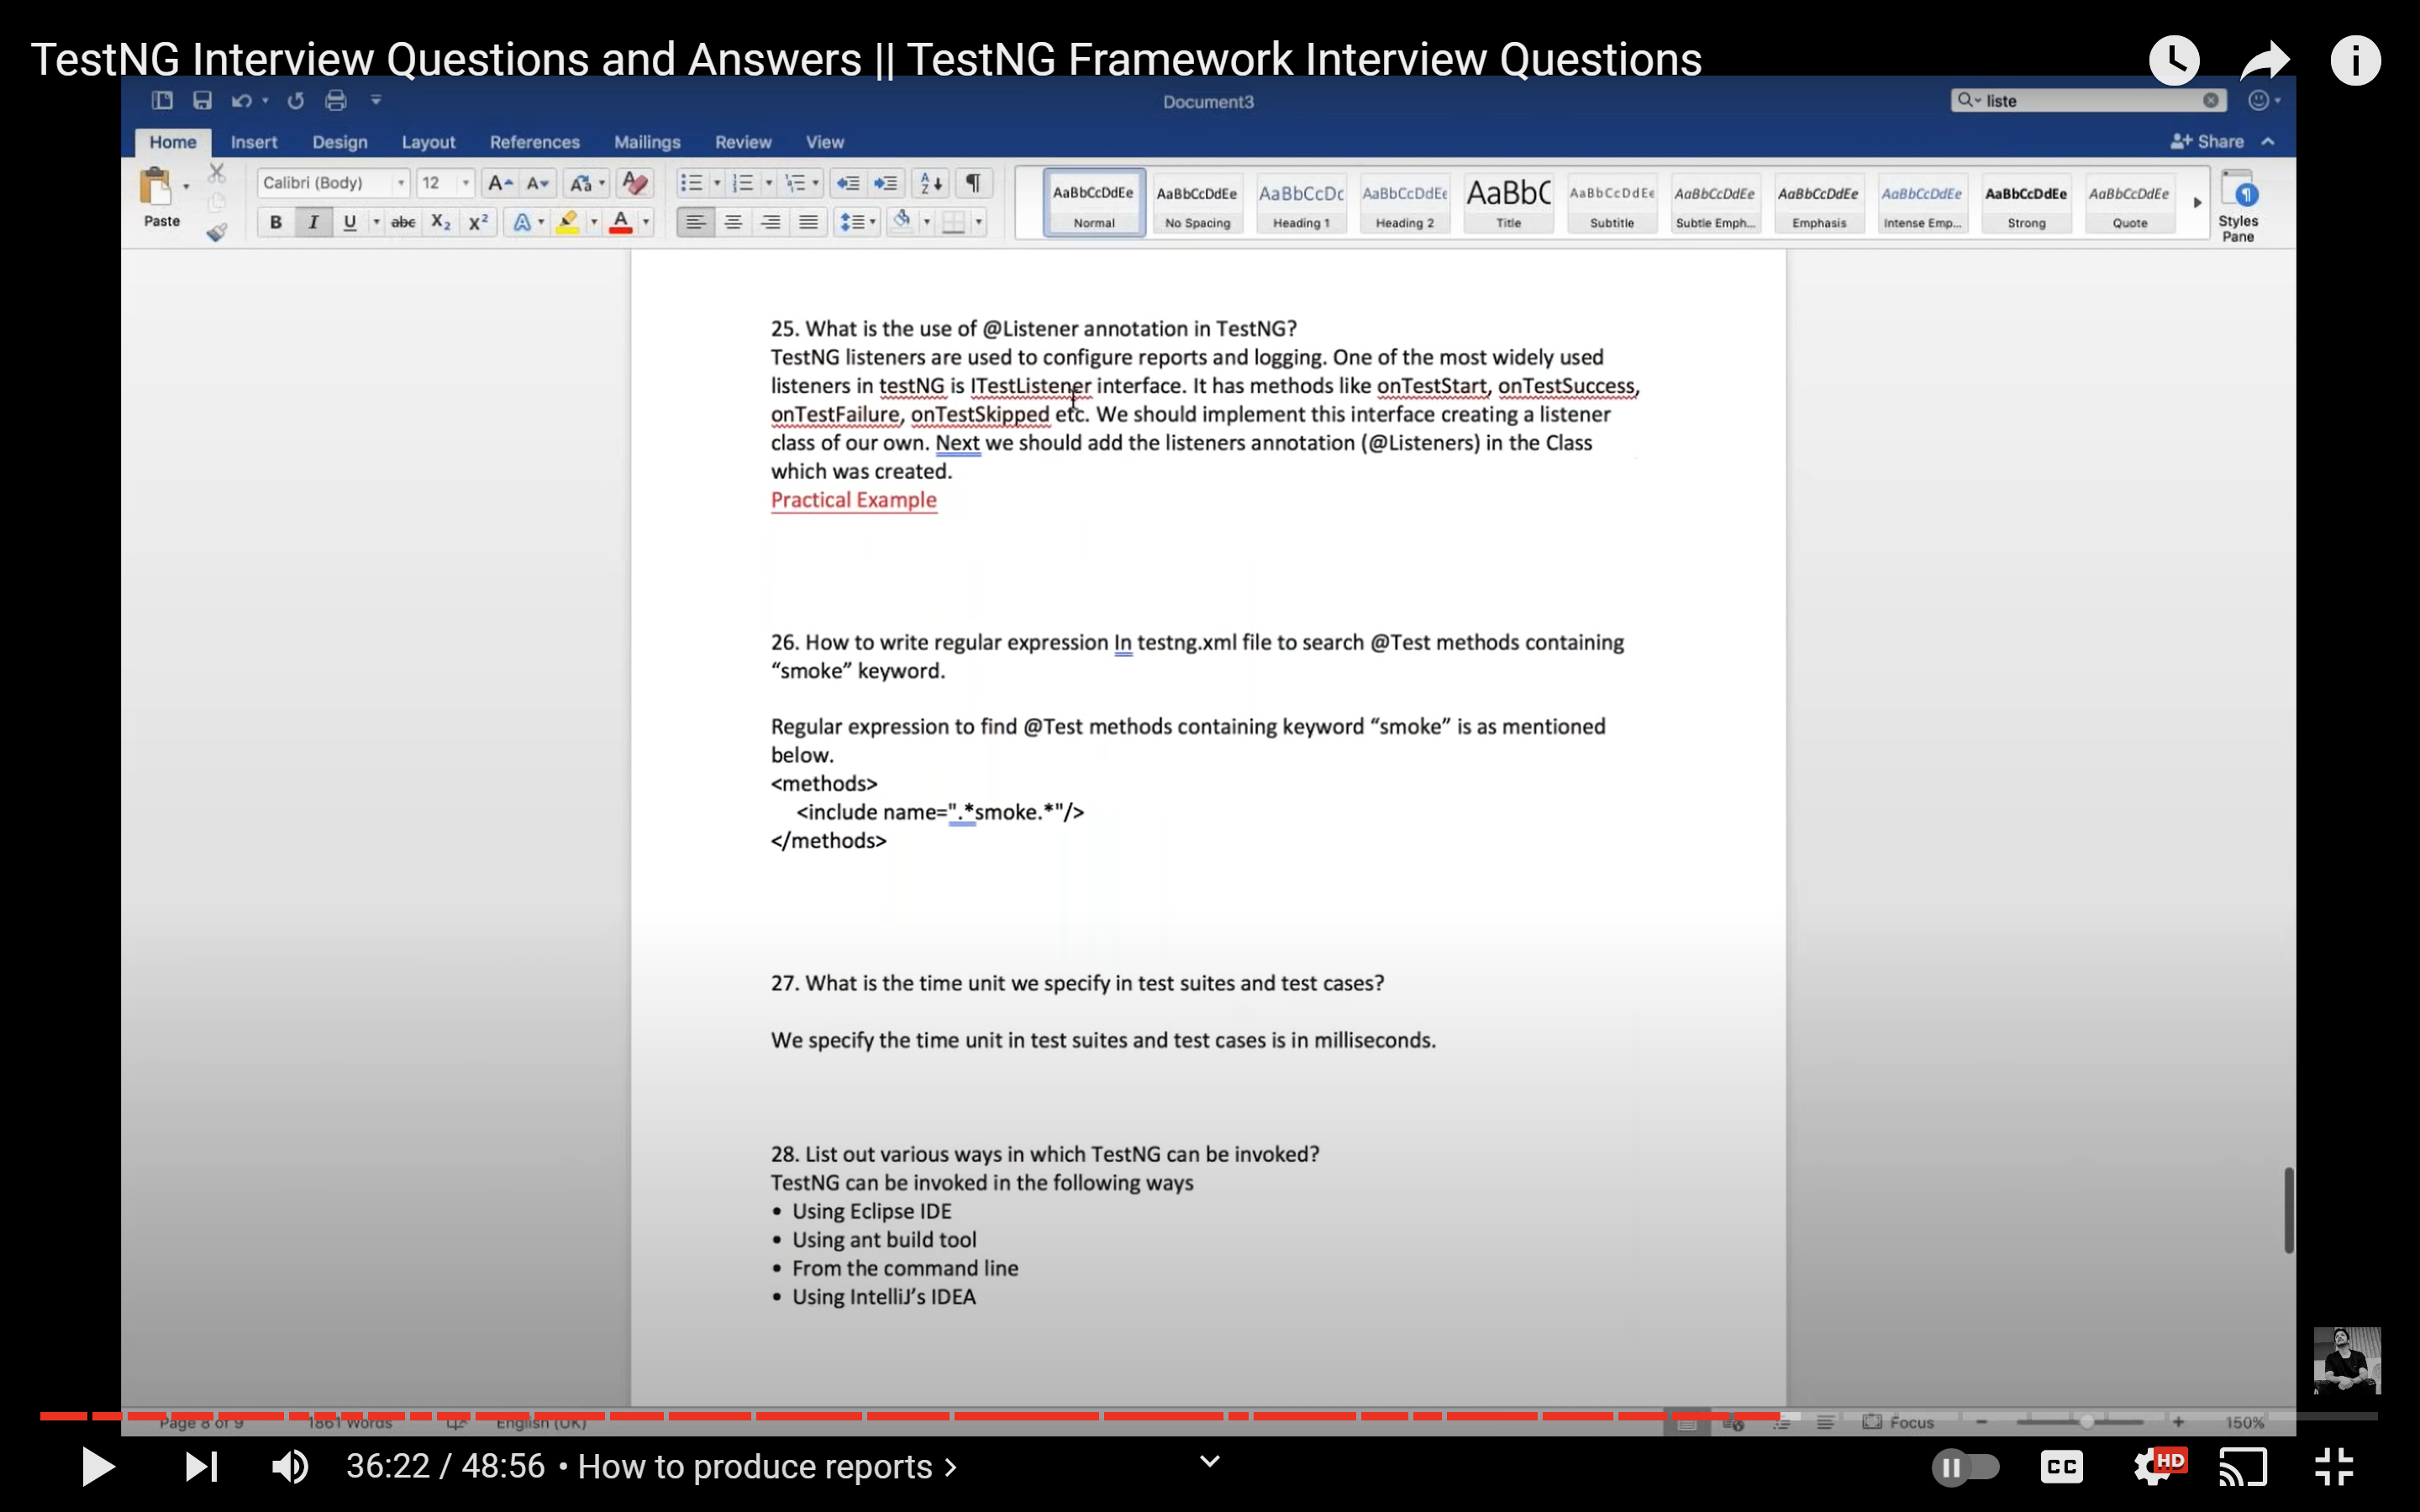 TestNG Interview Questions and Answers || TestNG Framework Interview Questions
Document3
liste
Home Insert Design Layout References Mailings Review View
Share
Paste
Calibri (Body) 12
AaBbCcDdEe AaBbCcDdEe AaBbCcDc AaBbCcDdEe AaBbC AaBbCcDdEe AaBbCcDdEe AaBbCcDdEe AaBbCcDdEe AaBbCcDdEe AaBbCcDdEe
Normal No Spacing Heading 1 Heading 2 Title Subtitle Subtle Emph... Emphasis Intense Emp... Strong Quote
Styles
Pane
25. What is the use of @Listener annotation in TestNG?
TestNG listeners are used to configure reports and logging. One of the most widely used
listeners in testNG is ITestListener interface. It has methods like onTestStart, onTestSuccess,
onTestFailure, onTestSkipped etc. We should implement this interface creating a listener
class of our own. Next we should add the listeners annotation (@Listeners) in the Class
which was created.
Practical Example
26. How to write regular expression In testng.xml file to search @Test methods containing
“smoke” keyword.
Regular expression to find @Test methods containing keyword “smoke” is as mentioned
below.
<methods>
<include name=".*smoke.*"/>
</methods>
27. What is the time unit we specify in test suites and test cases?
We specify the time unit in test suites and test cases is in milliseconds.
28. List out various ways in which TestNG can be invoked?
TestNG can be invoked in the following ways
• Using Eclipse IDE
• Using ant build tool
• From the command line
• Using IntelliJ’s IDEA
Page 8 of 9 1861 Words English (UK) Focus 150%
36:22 / 48:56 • How to produce reports
CC HD